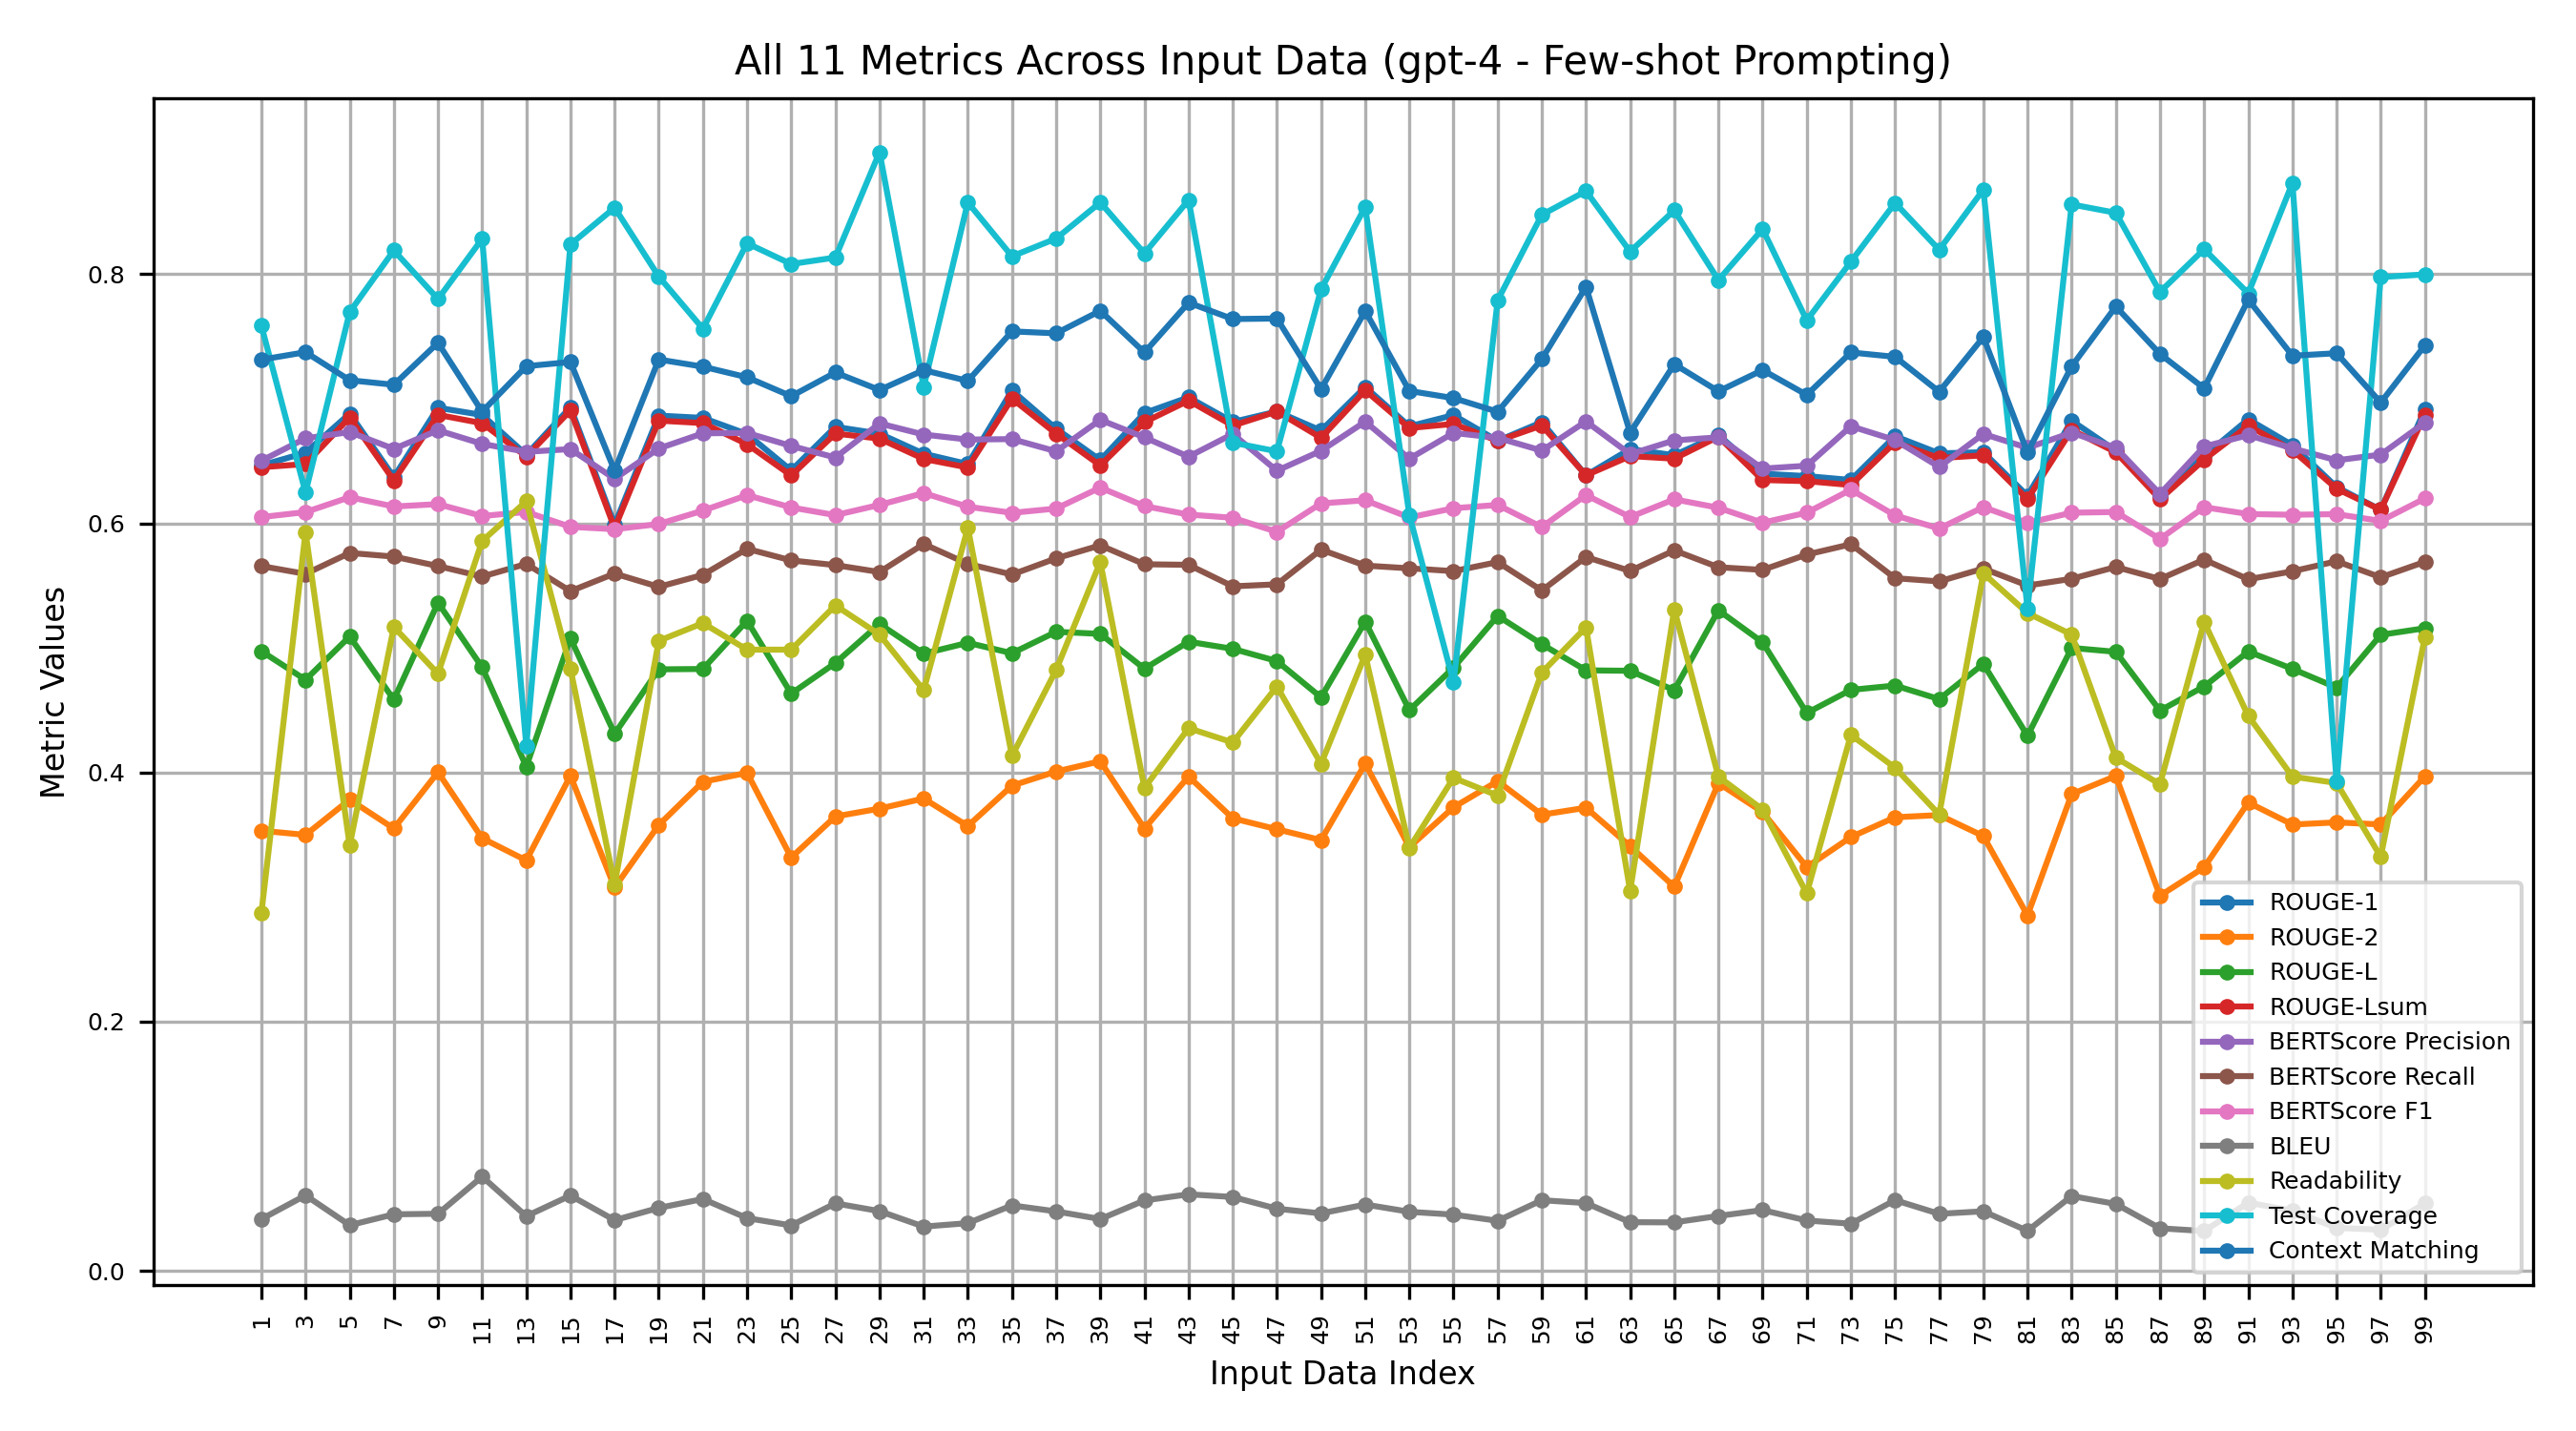 All 11 Metrics Across Input Data (gpt-4 - Few-shot Prompting)
Metric Values
0.8
0.6
0.4
0.2
0.0
ROUGE-1
ROUGE-2
ROUGE-L
ROUGE-Lsum
BERTScore Precision
BERTScore Recall
BERTScore F1
BLEU
Readability
Test Coverage
Context Matching
1 3 5 7 9 11 13 15 17 19 21 23 25 27 29 31 33 35 37 39 41 43 45 47 49 51 53 55 57 59 61 63 65 67 69 71 73 75 77 79 81 83 85 87 89 91 93 95 97 99
Input Data Index